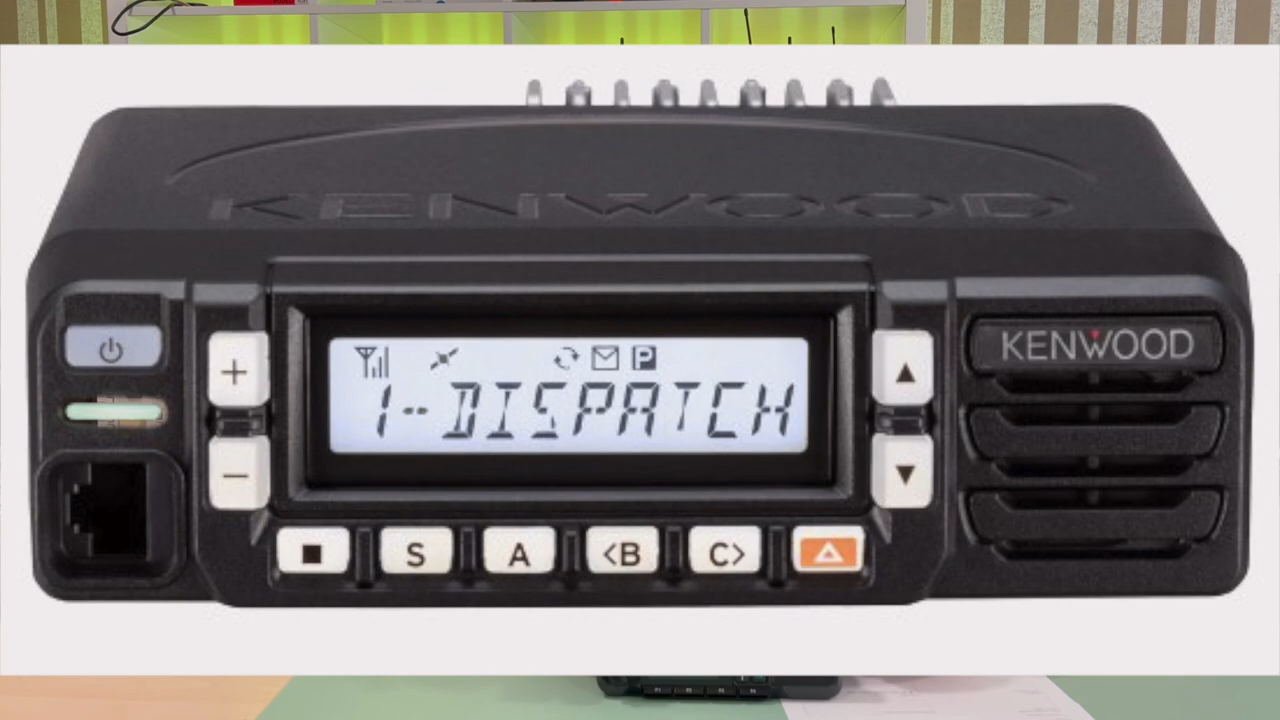 KENWOOD
KENWOOD
+
1--DISPATCH
P
-
S
A
<B
C>